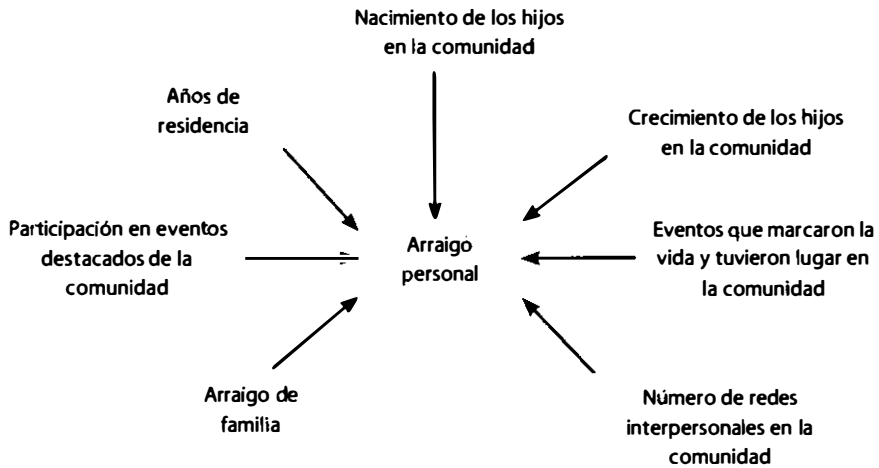 Nacimiento de los hijos
en la comunidad
Años de
residencia
Crecimiento de los hijos
en la comunidad
Participación en eventos
destacados de la
comunidad
Arraigo
personal
Eventos que marcaron la
vida y tuvieron lugar en
la comunidad
Arraigo de
familia
Número de redes
interpersonales en la
comunidad